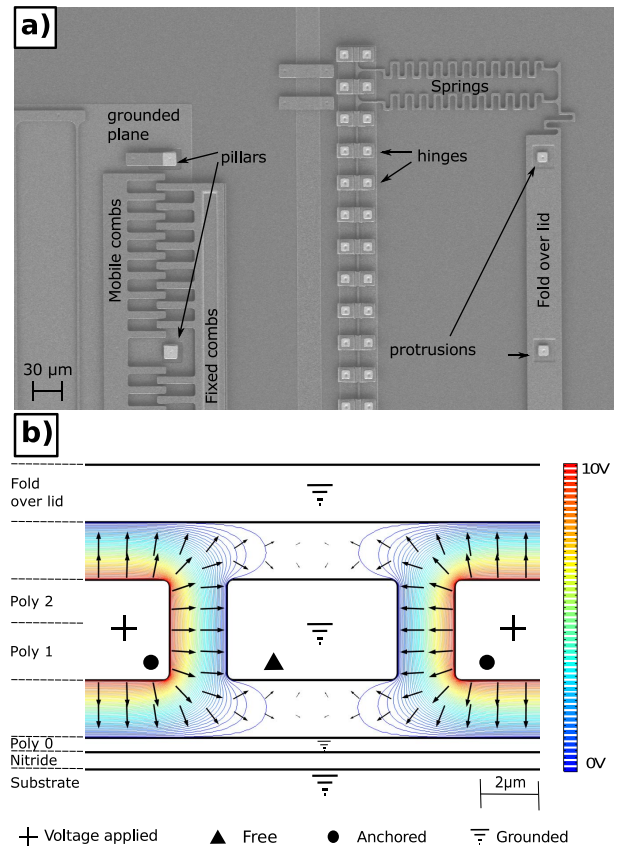 a)
grounded
plane
pillars
Mobile combs
Fixed combs
30 μm
Springs
hinges
Fold over lid
protrusions
b)
Fold
over lid
Poly 2
Poly 1
Poly 0
Nitride
Substrate
10V
0V
2μm
Voltage applied
Free
Anchored
Grounded